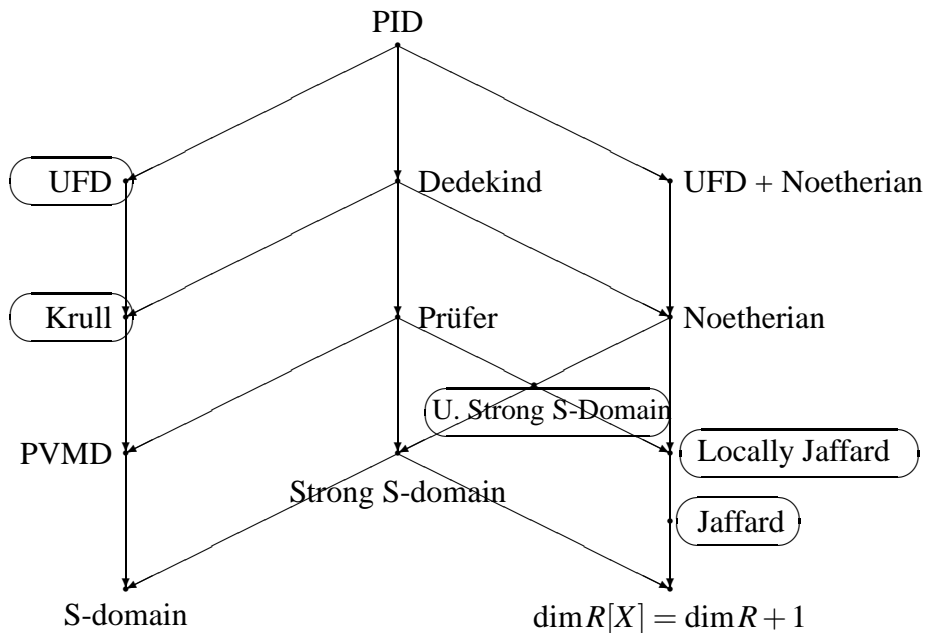 PID
UFD
Dedekind
UFD + Noetherian
Krull
Prüfer
Noetherian
U. Strong S-Domain
PVMD
Locally Jaffard
Strong S-domain
Jaffard
S-domain
dim R[X] = dim R + 1